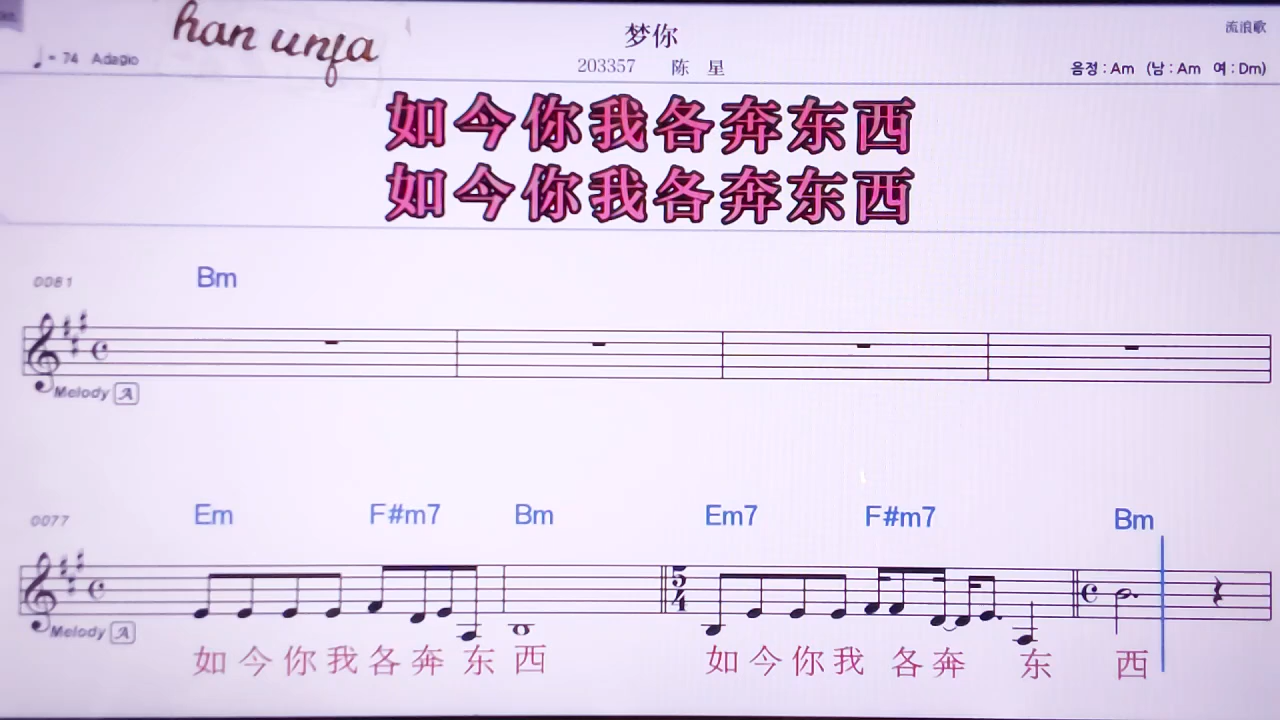 han unfa
梦你
流浪歌
♩= 74 Adagio
203357 陈 星
음정 : Am (남 : Am 여 : Dm)
如今你我各奔东西
如今你我各奔东西
0081
Bm
Melody A
0077
Em F#m7 Bm Em7 F#m7 Bm
5
4
Melody A
如今你我各奔东西 如今你我各奔东西